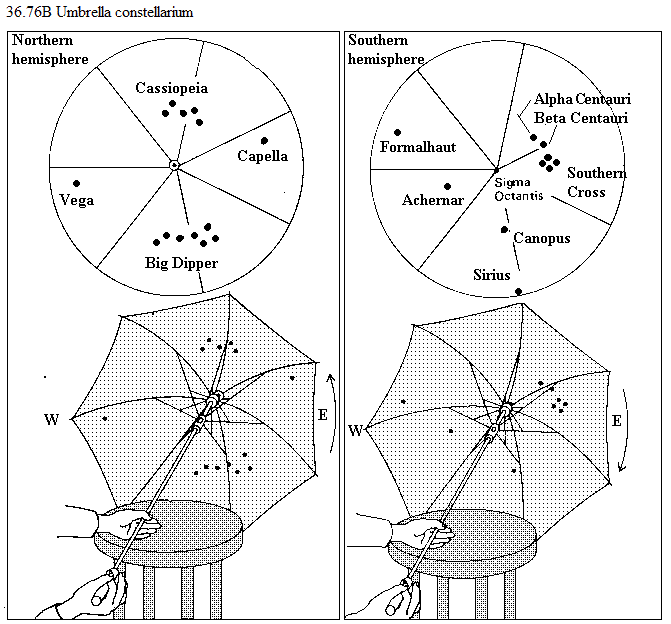 36.76B Umbrella constellarium
Northern
hemisphere
Cassiopeia
Capella
Vega
Big Dipper
W
E
Southern
hemisphere
Alpha Centauri
Beta Centauri
Formalhaut
Southern
Cross
Sigma
Octantis
Achernar
Canopus
Sirius
W
E